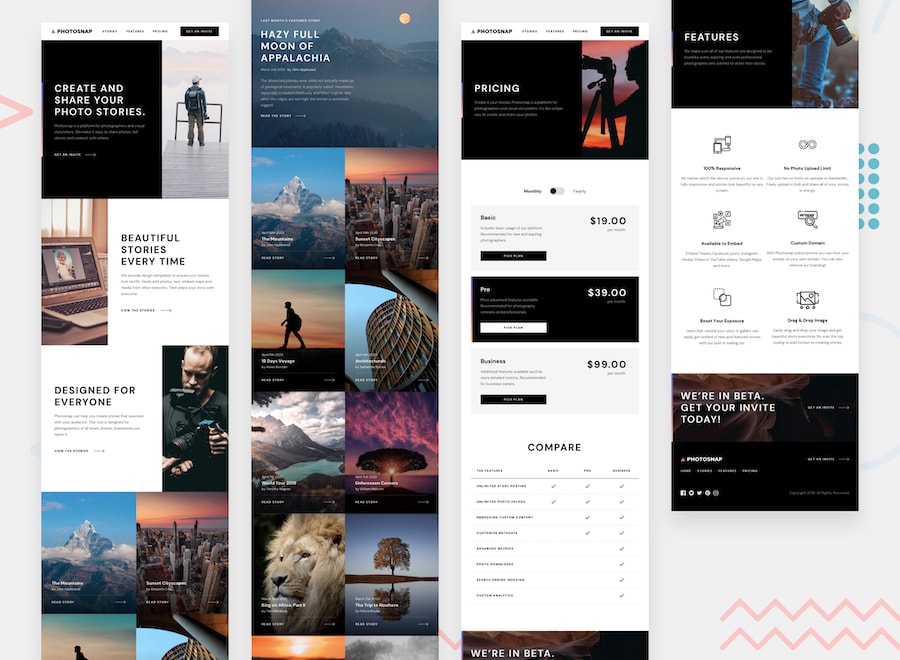 PHOTOSNAP STORIES FEATURES PRICING GET AN INVITE
CREATE AND
SHARE YOUR
PHOTO STORIES.
Photosnap is a platform for photographers and visual
storytellers. We make it easy to share photos, tell
stories and connect with others.
GET AN INVITE
BEAUTIFUL
STORIES
EVERY TIME
We provide design templates to ensure your stories
look terrific. Easily add photos, text, embed maps and
media from other networks. Then share your story with
everyone.
VIEW THE STORIES
DESIGNED FOR
EVERYONE
Photosnap can help you create stories that resonate
with your audience. Our tool is designed for
photographers of all levels, brands, businesses you
name it.
VIEW THE STORIES
The Mountains
by John Appleseed
READ STORY
Sunset Cityscapes
by Benjamin Cruz
READ STORY
LAST MONTH'S FEATURED STORY
HAZY FULL
MOON OF
APPALACHIA
March 2nd 2020 by John Appleseed
The dissected plateau area, while not actually made up
of geological mountains, is popularly called "mountains,"
especially in eastern Kentucky and West Virginia, and
while the ridges are not high, the terrain is extremely
rugged.
READ THE STORY
April 16th 2020
The Mountains
by John Appleseed
READ STORY
April 14th 2020
Sunset Cityscapes
by Benjamin Cruz
READ STORY
April 11th 2020
18 Days Voyage
READ STORY
April 9th 2020
Architecturals
by Samantha Brooke
READ STORY
April 7th 2020
World Tour 2019
by Timothy Wagner
READ STORY
April 3rd 2020
Unforeseen Corners
by William Malcolm
READ STORY
King on Africa: Part II
READ STORY
The Trip to Nowhere
by Felicia Rourke
READ STORY
PHOTOSNAP STORIES FEATURES PRICING GET AN INVITE
PRICING
Create a your stories, Photosnap is a platform for
photographers and visual storytellers. It's the simple
way to create and share your photos.
Monthly Yearly
Basic
Includes basic usage of our platform.
Recommended for new and aspiring
photographers.
$19.00
per month
PICK PLAN
Pro
More advanced features available.
Recommended for photography
veterans and professionals.
$39.00
per month
PICK PLAN
Business
Additional features available such as
more detailed metrics. Recommended
for business owners.
$99.00
per month
PICK PLAN
COMPARE
THE FEATURES BASIC PRO BUSINESS
UNLIMITED STORY POSTING
UNLIMITED PHOTO UPLOAD
EMBEDDING CUSTOM CONTENT
CUSTOMIZE METADATA
ADVANCED METRICS
PHOTO DOWNLOADS
SEARCH ENGINE INDEXING
CUSTOM ANALYTICS
WE'RE IN BETA.
FEATURES
We make sure all of our features are designed to be
loved by every aspiring and even professional
photographers who wanted to share their stories.
100% Responsive
No matter which the device you're on, our site is
fully responsive and stories look beautiful on any
screen.
No Photo Upload Limit
Our tool has no limits on uploads or bandwidth.
Freely upload in bulk and share all of your stories
in one go.
Available to Embed
Embed Tweets, Facebook posts, Instagram
media, Vimeo or YouTube videos, Google Maps
and more
Custom Domain
With Photosnap subscriptions you can host your
stories on your own domain. You can also
remove our branding!
Boost Your Exposure
Users that viewed your story or gallery can
easily get notified of new and featured stories
with our built in mailing list.
Drag & Drop Image
Easily drag and drop your image and get
beautiful shots everytime. No over the top
tooling to add friction to creating stories.
WE'RE IN BETA.
GET YOUR INVITE
TODAY!
GET AN INVITE
PHOTOSNAP
GET AN INVITE
HOME STORIES FEATURES PRICING
Copyright 2019. All Rights Reserved